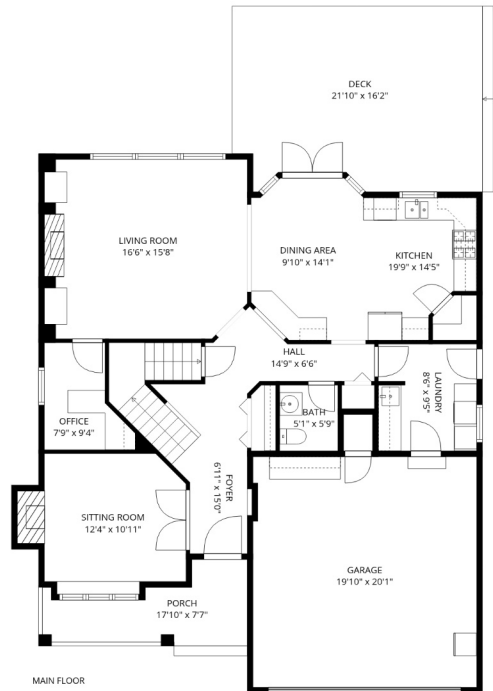 DECK
21'10" x 16'2"
LIVING ROOM
16'6" x 15'8"
DINING AREA
9'10" x 14'1"
KITCHEN
19'9" x 14'5"
HALL
14'9" x 6'6"
LAUNDRY
8'6" x 9'5"
OFFICE
7'9" x 9'4"
BATH
5'1" x 5'9"
FOYER
6'11" x 15'0"
SITTING ROOM
12'4" x 10'11"
GARAGE
19'10" x 20'1"
PORCH
17'10" x 7'7"
MAIN FLOOR